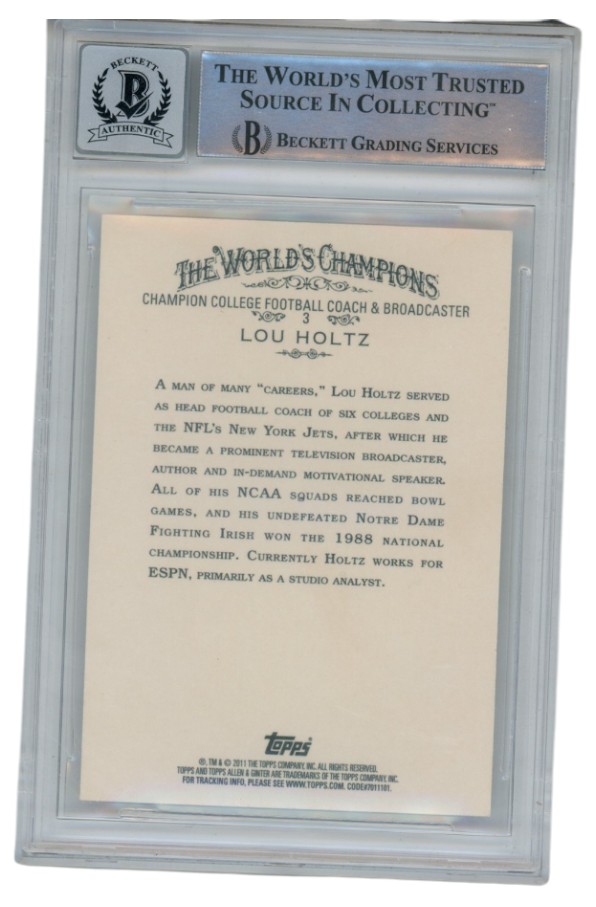 BECKETT
B
AUTHENTIC
THE WORLD'S MOST TRUSTED
SOURCE IN COLLECTING™
B BECKETT GRADING SERVICES
THE WORLD'S CHAMPIONS
CHAMPION COLLEGE FOOTBALL COACH & BROADCASTER
3
LOU HOLTZ
A MAN OF MANY "CAREERS," LOU HOLTZ SERVED
AS HEAD FOOTBALL COACH OF SIX COLLEGES AND
THE NFL'S NEW YORK JETS, AFTER WHICH HE
BECAME A PROMINENT TELEVISION BROADCASTER,
AUTHOR AND IN-DEMAND MOTIVATIONAL SPEAKER.
ALL OF HIS NCAA SQUADS REACHED BOWL
GAMES, AND HIS UNDEFEATED NOTRE DAME
FIGHTING IRISH WON THE 1988 NATIONAL
CHAMPIONSHIP. CURRENTLY HOLTZ WORKS FOR
ESPN, PRIMARILY AS A STUDIO ANALYST.
Topps
®, TM & © 2011 THE TOPPS COMPANY, INC. ALL RIGHTS RESERVED.
TOPPS AND TOPPS ALLEN & GINTER ARE TRADEMARKS OF THE TOPPS COMPANY, INC.
FOR TRACKING INFO, PLEASE SEE WWW.TOPPS.COM. CODE#7011101.